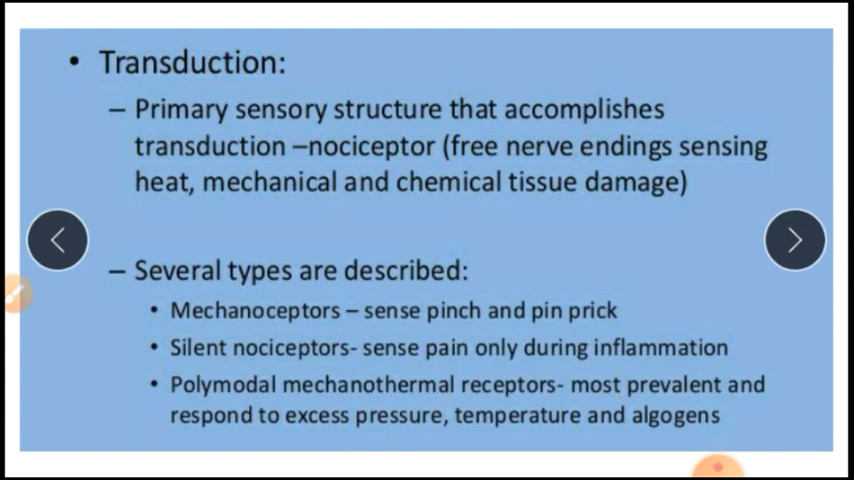 • Transduction:
– Primary sensory structure that accomplishes
transduction –nociceptor (free nerve endings sensing
heat, mechanical and chemical tissue damage)
– Several types are described:
• Mechanoceptors – sense pinch and pin prick
• Silent nociceptors- sense pain only during inflammation
• Polymodal mechanothermal receptors- most prevalent and
respond to excess pressure, temperature and algogens